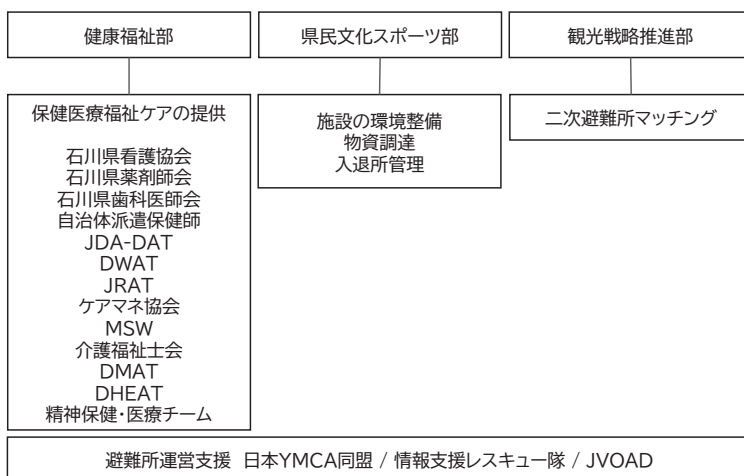 健康福祉部
県民文化スポーツ部
観光戦略推進部
保健医療福祉ケアの提供
石川県看護協会
石川県薬剤師会
石川県歯科医師会
自治体派遣保健師
JDA-DAT
DWAT
JRAT
ケアマネ協会
MSW
介護福祉士会
DMAT
DHEAT
精神保健・医療チーム
施設の環境整備
物資調達
入退所管理
二次避難所マッチング
避難所運営支援 日本YMCA同盟 / 情報支援レスキュー隊 / JVOAD